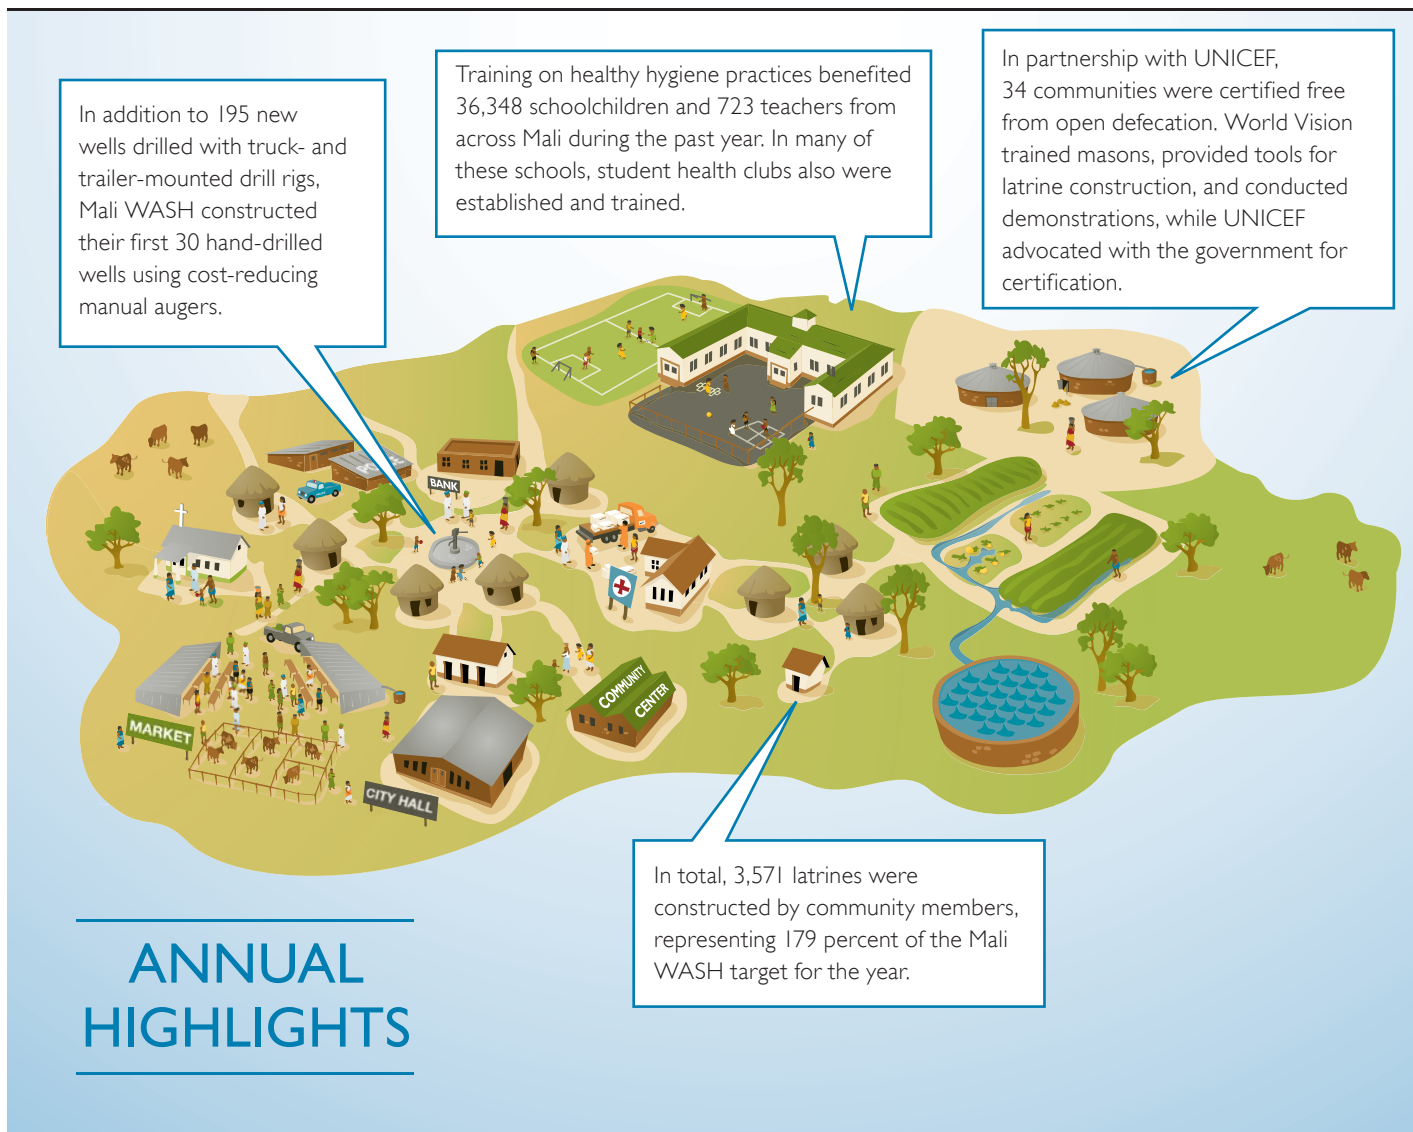 In addition to 195 new
wells drilled with truck- and
trailer-mounted drill rigs,
Mali WASH constructed
their first 30 hand-drilled
wells using cost-reducing
manual augers.
Training on healthy hygiene practices benefited
36,348 schoolchildren and 723 teachers from
across Mali during the past year. In many of
these schools, student health clubs also were
established and trained.
In partnership with UNICEF,
34 communities were certified free
from open defecation. World Vision
trained masons, provided tools for
latrine construction, and conducted
demonstrations, while UNICEF
advocated with the government for
certification.
BANK
COMMUNITY
CENTER
MARKET
CITY HALL
In total, 3,571 latrines were
constructed by community members,
representing 179 percent of the Mali
WASH target for the year.
ANNUAL
HIGHLIGHTS